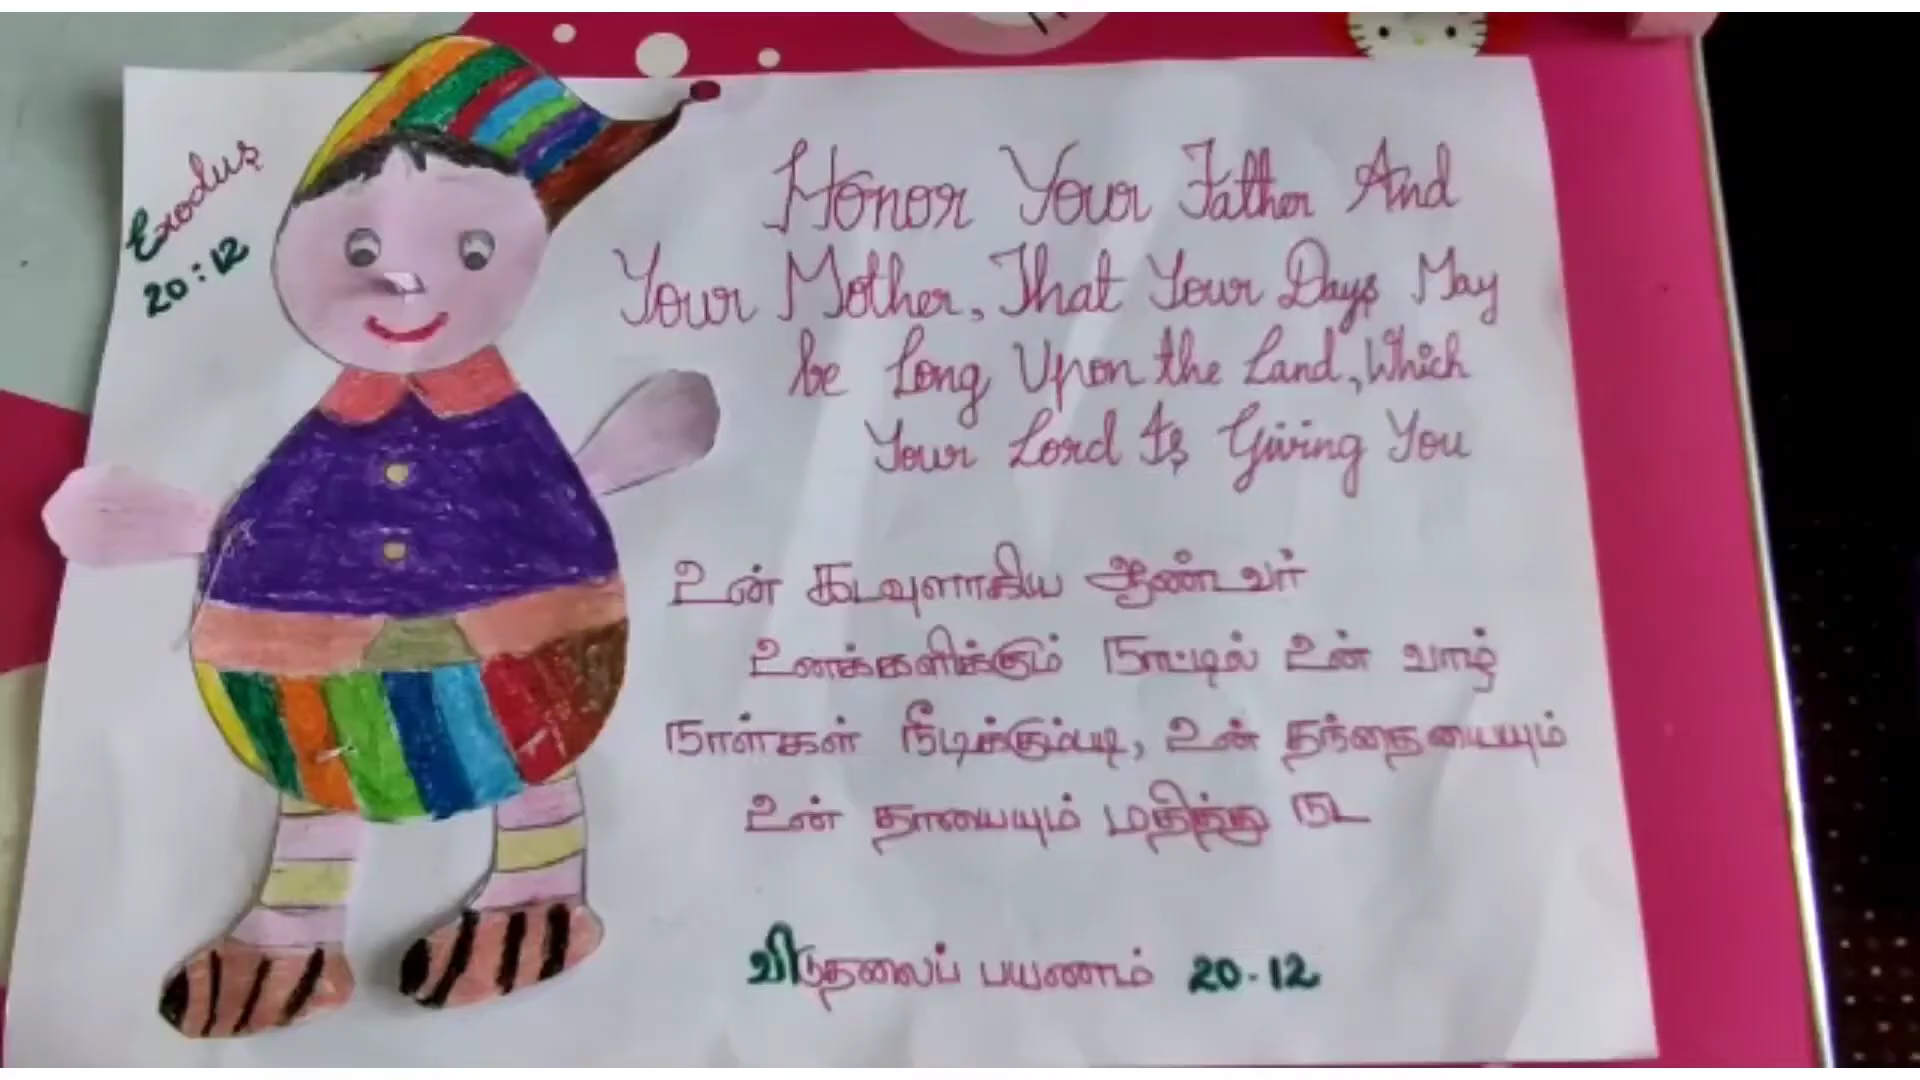 Exodus
20:12
Honor Your Father And
Your Mother, That Your Days May
be Long Upon the Land, Which
Your Lord Is Giving You
உன் கடவுளாகிய ஆண்டவர்
உனக்களிக்கும் நாட்டில் உன் வாழ்
நாள்கள் நீடிக்கும்படி, உன் தந்தையையும்
உன் தாயையும் மதித்து நட
விடுதலைப் பயணம் 20-12